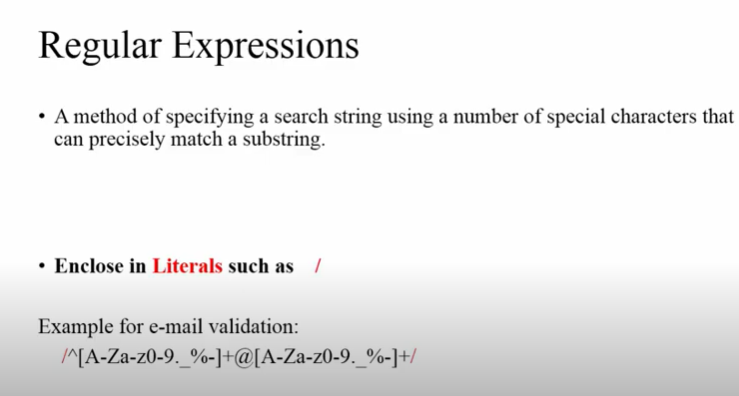 Regular Expressions
• A method of specifying a search string using a number of special characters that
can precisely match a substring.
• Enclose in Literals such as /
Example for e-mail validation:
/^[A-Za-z0-9._%-]+@[A-Za-z0-9._%-]+/